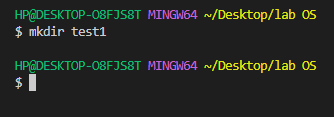 HP@DESKTOP-O8FJS8T MINGW64 ~/Desktop/lab OS
$ mkdir test1
HP@DESKTOP-O8FJS8T MINGW64 ~/Desktop/lab OS
$